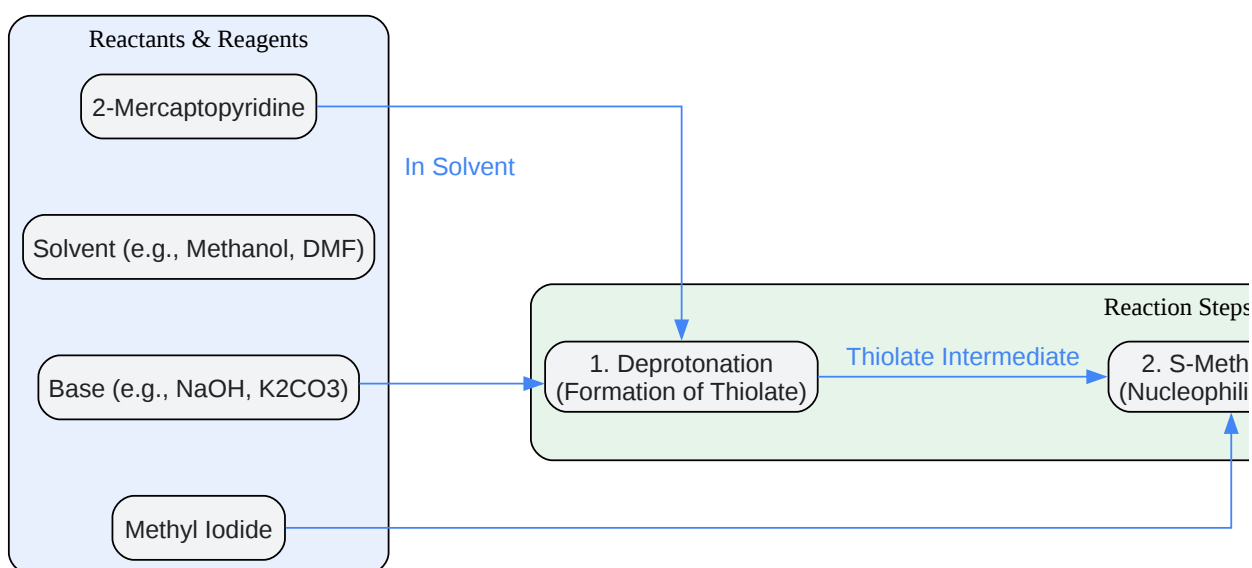 Reactants & Reagents
2-Mercaptopyridine
In Solvent
Solvent (e.g., Methanol, DMF)
Base (e.g., NaOH, K2CO3)
Methyl Iodide
Reaction Steps
1. Deprotonation
(Formation of Thiolate)
Thiolate Intermediate
2. S-Meth
(Nucleophili